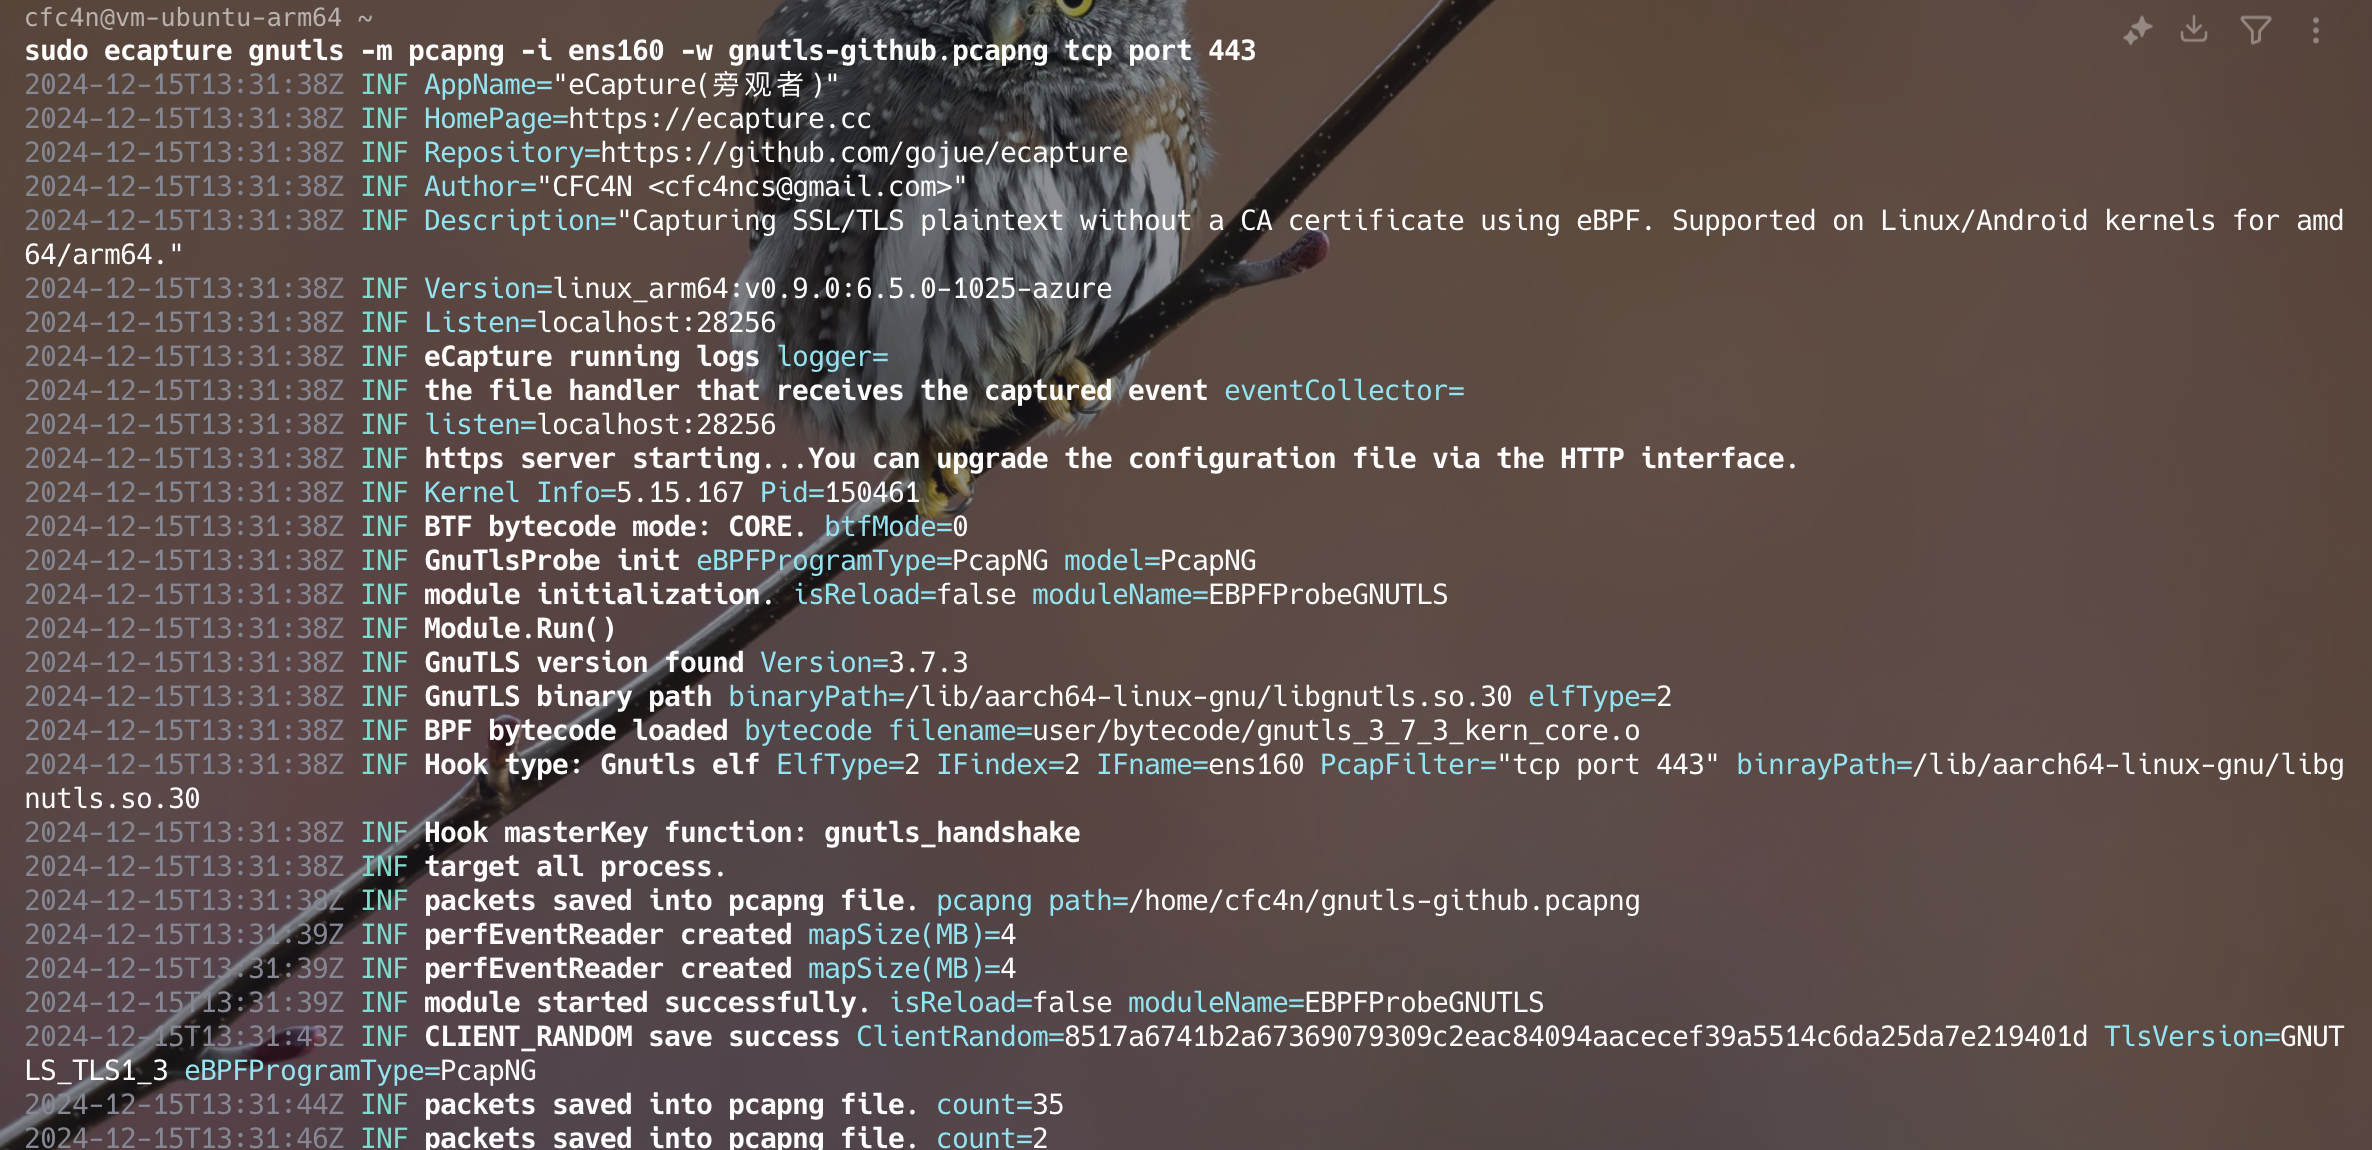 cfc4n@vm-ubuntu-arm64 ~
sudo ecapture gnutls -m pcapng -i ens160 -w gnutls-github.pcapng tcp port 443
2024-12-15T13:31:38Z INF AppName="eCapture(旁观者)"
2024-12-15T13:31:38Z INF HomePage=https://ecapture.cc
2024-12-15T13:31:38Z INF Repository=https://github.com/gojue/ecapture
2024-12-15T13:31:38Z INF Author="CFC4N <cfc4ncs@gmail.com>"
2024-12-15T13:31:38Z INF Description="Capturing SSL/TLS plaintext without a CA certificate using eBPF. Supported on Linux/Android kernels for amd
64/arm64."
2024-12-15T13:31:38Z INF Version=linux_arm64:v0.9.0:6.5.0-1025-azure
2024-12-15T13:31:38Z INF Listen=localhost:28256
2024-12-15T13:31:38Z INF eCapture running logs logger=
2024-12-15T13:31:38Z INF the file handler that receives the captured event eventCollector=
2024-12-15T13:31:38Z INF listen=localhost:28256
2024-12-15T13:31:38Z INF https server starting...You can upgrade the configuration file via the HTTP interface.
2024-12-15T13:31:38Z INF Kernel Info=5.15.167 Pid=150461
2024-12-15T13:31:38Z INF BTF bytecode mode: CORE. btfMode=0
2024-12-15T13:31:38Z INF GnuTlsProbe init eBPFProgramType=PcapNG model=PcapNG
2024-12-15T13:31:38Z INF module initialization. isReload=false moduleName=EBPFProbeGNUTLS
2024-12-15T13:31:38Z INF Module.Run()
2024-12-15T13:31:38Z INF GnuTLS version found Version=3.7.3
2024-12-15T13:31:38Z INF GnuTLS binary path binaryPath=/lib/aarch64-linux-gnu/libgnutls.so.30 elfType=2
2024-12-15T13:31:38Z INF BPF bytecode loaded bytecode filename=user/bytecode/gnutls_3_7_3_kern_core.o
2024-12-15T13:31:38Z INF Hook type: Gnutls elf ElfType=2 IFindex=2 IFname=ens160 PcapFilter="tcp port 443" binrayPath=/lib/aarch64-linux-gnu/libg
nutls.so.30
2024-12-15T13:31:38Z INF Hook masterKey function: gnutls_handshake
2024-12-15T13:31:38Z INF target all process.
2024-12-15T13:31:38Z INF packets saved into pcapng file. pcapng path=/home/cfc4n/gnutls-github.pcapng
2024-12-15T13:31:39Z INF perfEventReader created mapSize(MB)=4
2024-12-15T13:31:39Z INF perfEventReader created mapSize(MB)=4
2024-12-15T13:31:39Z INF module started successfully. isReload=false moduleName=EBPFProbeGNUTLS
2024-12-15T13:31:43Z INF CLIENT_RANDOM save success ClientRandom=8517a6741b2a67369079309c2eac84094aacecef39a5514c6da25da7e219401d TlsVersion=GNUT
LS_TLS1_3 eBPFProgramType=PcapNG
2024-12-15T13:31:44Z INF packets saved into pcapng file. count=35
2024-12-15T13:31:46Z INF packets saved into pcapng file. count=2